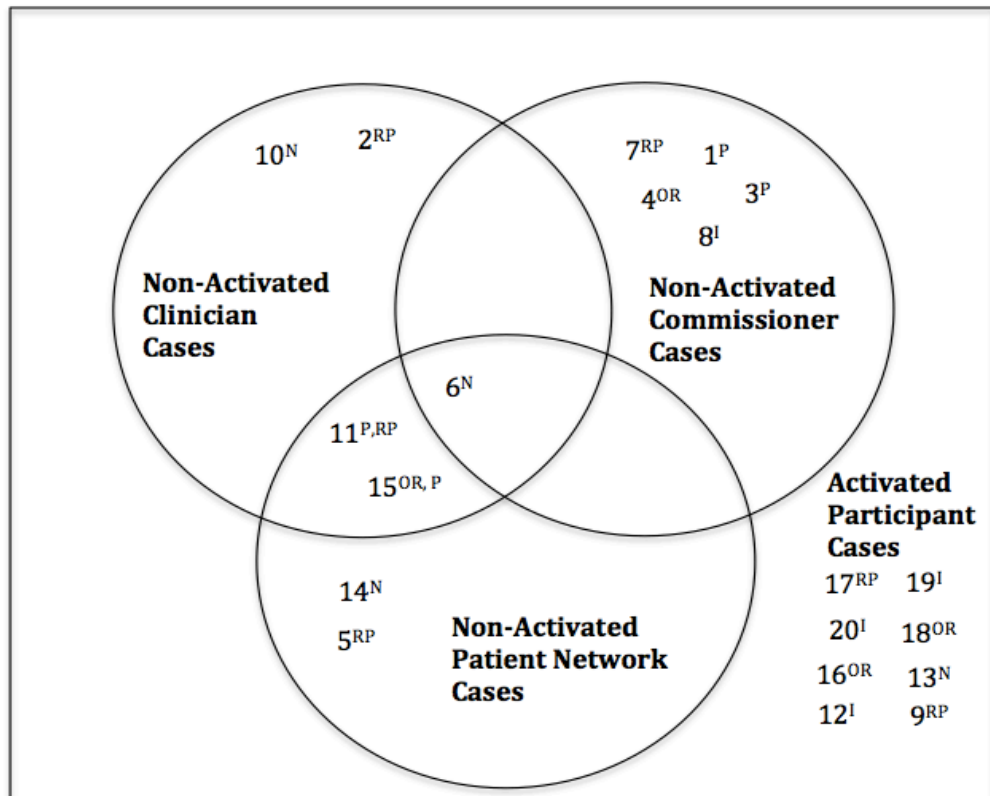 10ᴺ 2ᴿᴾ
7ᴿᴾ 1ᴾ
4ᴼᴿ 3ᴾ
8ᴵ
Non-Activated
Clinician
Cases
Non-Activated
Commissioner
Cases
6ᴺ
11ᴾ,ᴿᴾ
15ᴼᴿ, ᴾ
14ᴺ
5ᴿᴾ
Non-Activated
Patient Network
Cases
Activated
Participant
Cases
17ᴿᴾ 19ᴵ
20ᴵ 18ᴼᴿ
16ᴼᴿ 13ᴺ
12ᴵ 9ᴿᴾ